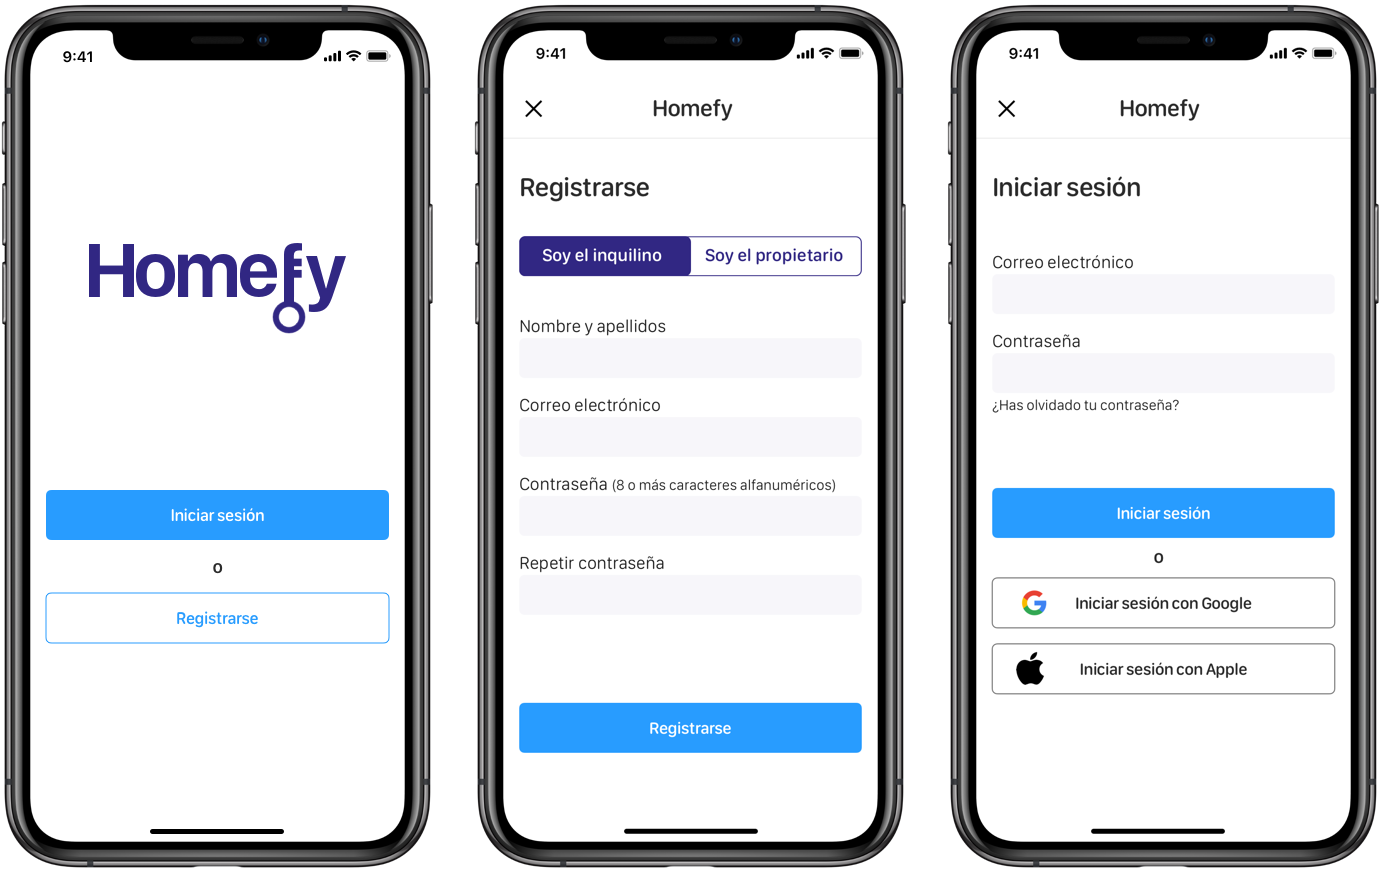 9:41
Homefy
Iniciar sesión
o
Registrarse
9:41
Homefy
Registrarse
Soy el inquilino
Soy el propietario
Nombre y apellidos
Correo electrónico
Contraseña (8 o más caracteres alfanuméricos)
Repetir contraseña
Registrarse
9:41
Homefy
Iniciar sesión
Correo electrónico
Contraseña
¿Has olvidado tu contraseña?
Iniciar sesión
o
Iniciar sesión con Google
Iniciar sesión con Apple